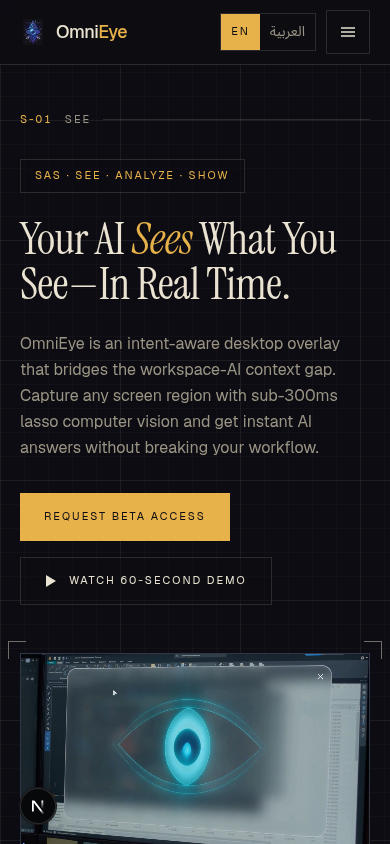 OmniEye
EN
العربية
S-01 SEE
SAS · SEE · ANALYZE · SHOW
Your AI Sees What You
See—In Real Time.
OmniEye is an intent-aware desktop overlay
that bridges the workspace-AI context gap.
Capture any screen region with sub-300ms
lasso computer vision and get instant AI
answers without breaking your workflow.
REQUEST BETA ACCESS
WATCH 60-SECOND DEMO
N